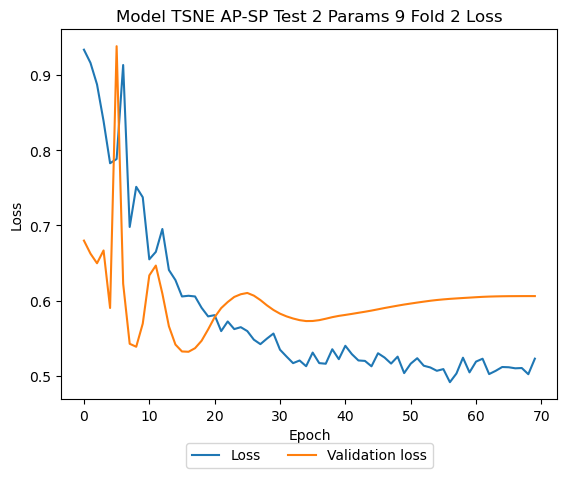 Model TSNE AP-SP Test 2 Params 9 Fold 2 Loss
0.9
0.8
0.7
0.6
0.5
Loss
0 10 20 30 40 50 60 70
Epoch
Loss Validation loss